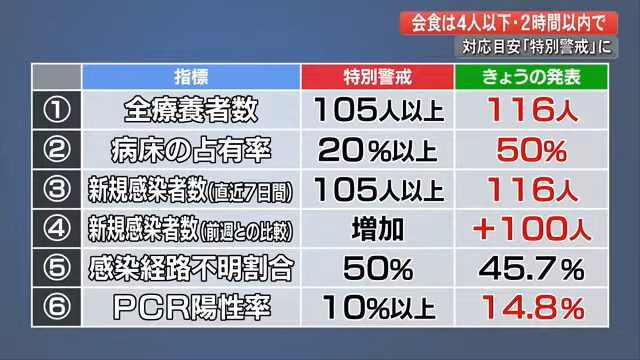 会食は4人以下・2時間以内で
対応目安「特別警戒」に
指標 特別警戒 きょうの発表
① 全療養者数 105人以上 116人
② 病床の占有率 20%以上 50%
③ 新規感染者数(直近7日間) 105人以上 116人
④ 新規感染者数(前週との比較) 増加 +100人
⑤ 感染経路不明割合 50% 45.7%
⑥ PCR陽性率 10%以上 14.8%